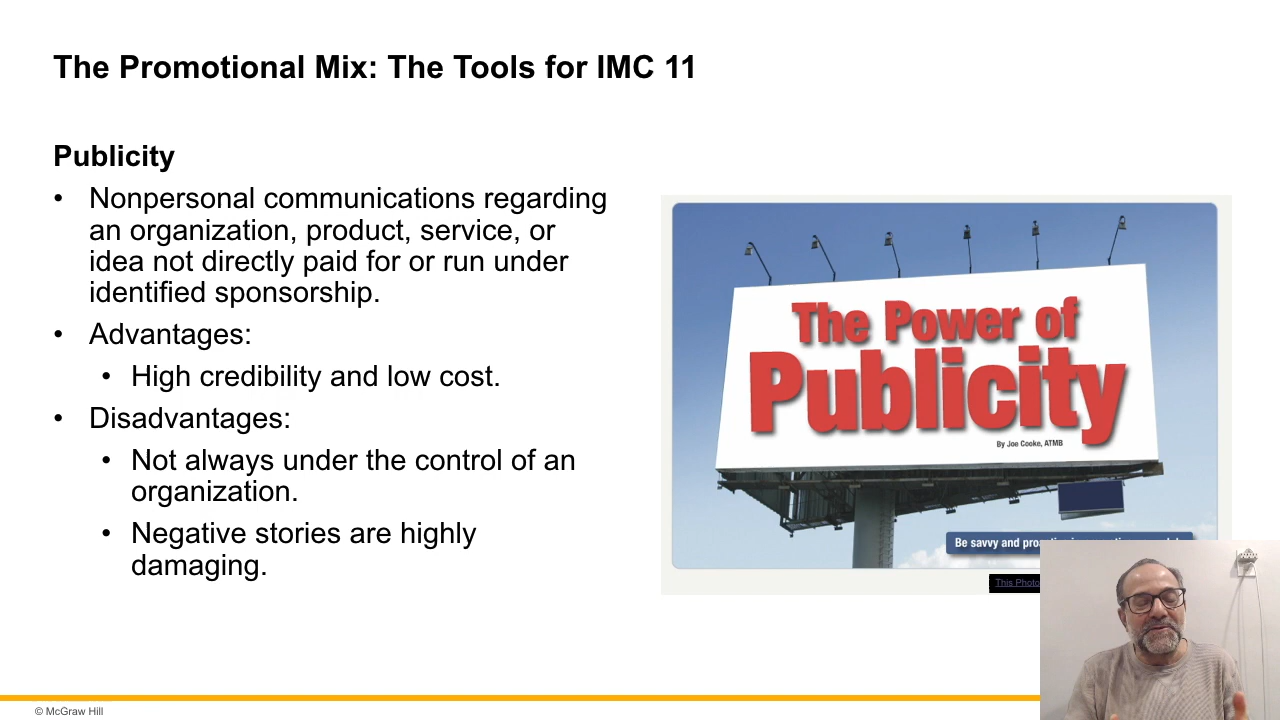 The Promotional Mix: The Tools for IMC 11
Publicity
• Nonpersonal communications regarding
an organization, product, service, or
idea not directly paid for or run under
identified sponsorship.
• Advantages:
• High credibility and low cost.
• Disadvantages:
• Not always under the control of an
organization.
• Negative stories are highly
damaging.
The Power of
Publicity
By Joe Cooke, ATMB
Be savvy and
This Photo
© McGraw Hill